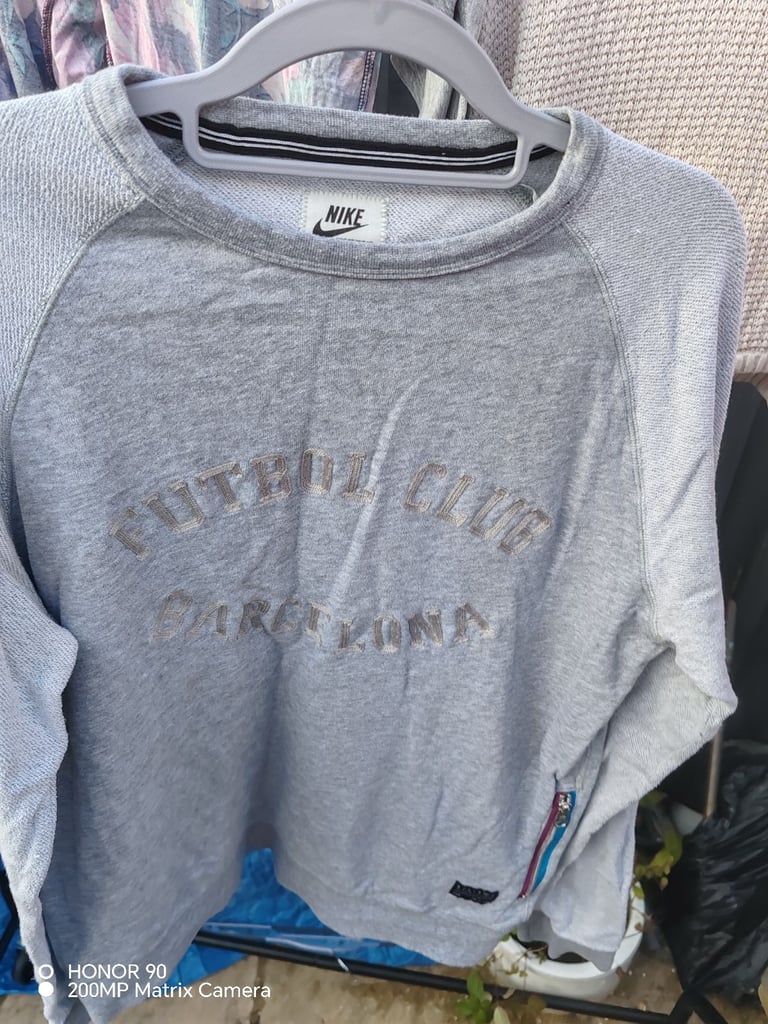 NIKE
FUTBOL CLUB
BARCELONA
HONOR 90
200MP Matrix Camera